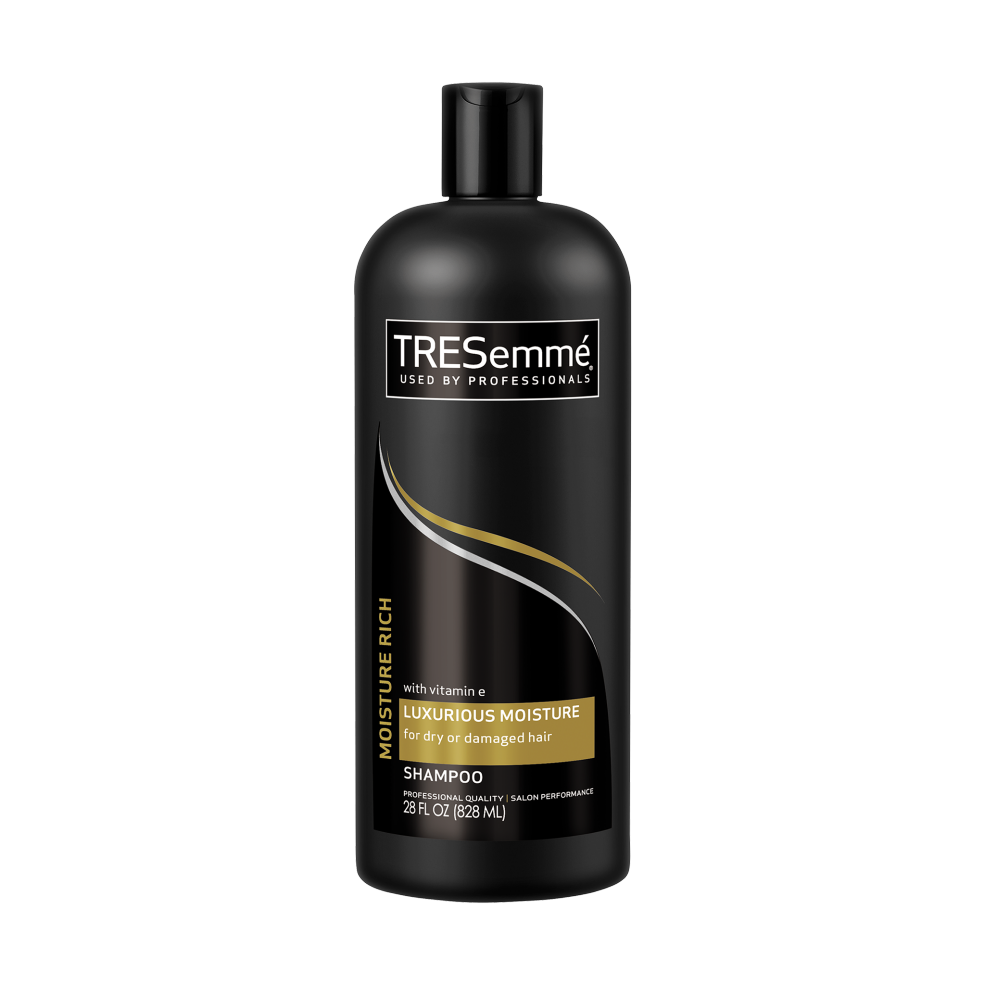 TRESemmé®
USED BY PROFESSIONALS
MOISTURE RICH
with vitamin e
LUXURIOUS MOISTURE
for dry or damaged hair
SHAMPOO
PROFESSIONAL QUALITY | SALON PERFORMANCE
28 FL OZ (828 ML)